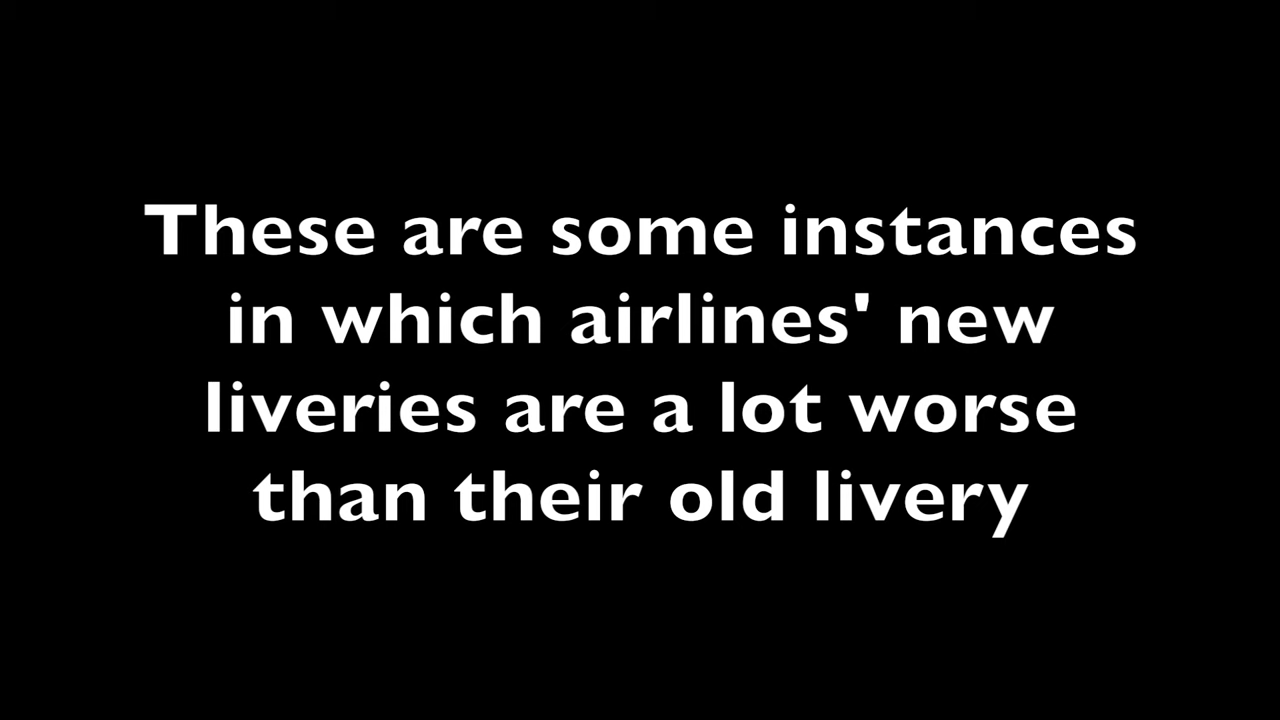 These are some instances
in which airlines' new
liveries are a lot worse
than their old livery